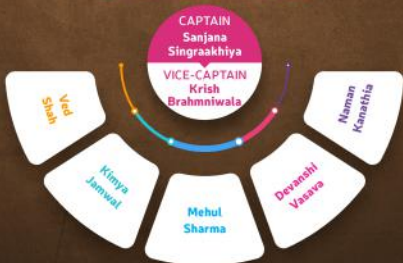 CAPTAIN
Sanjana
Singraakhiya
VICE-CAPTAIN
Krish
Brahmniwala
Ved
Shah
Kimya
Jamwal
Mehul
Sharma
Devanshi
Vasava
Naman
Kanathia